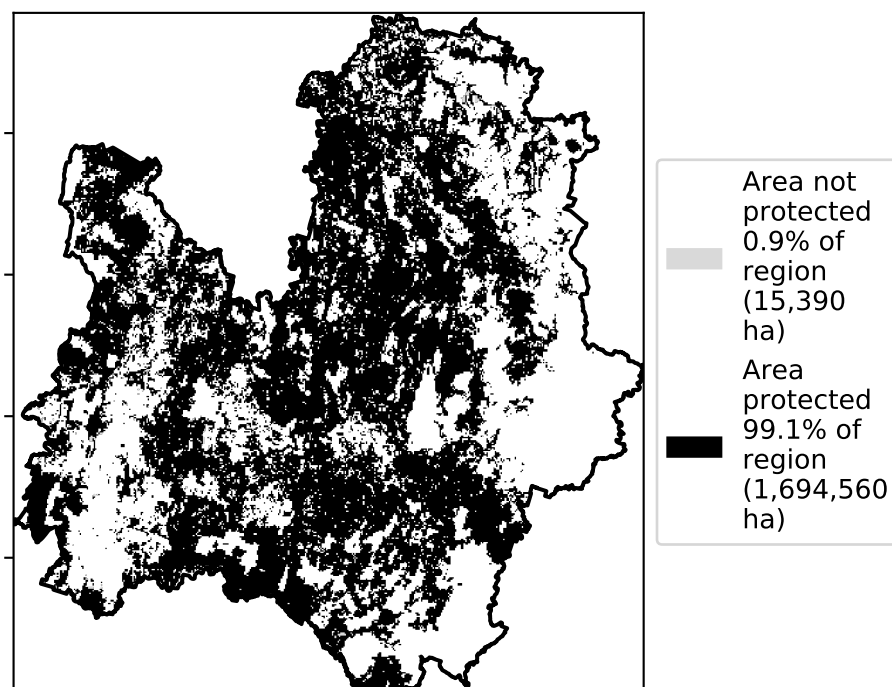 Area not
protected
0.9% of
region
(15,390
ha)
Area
protected
99.1% of
region
(1,694,560
ha)